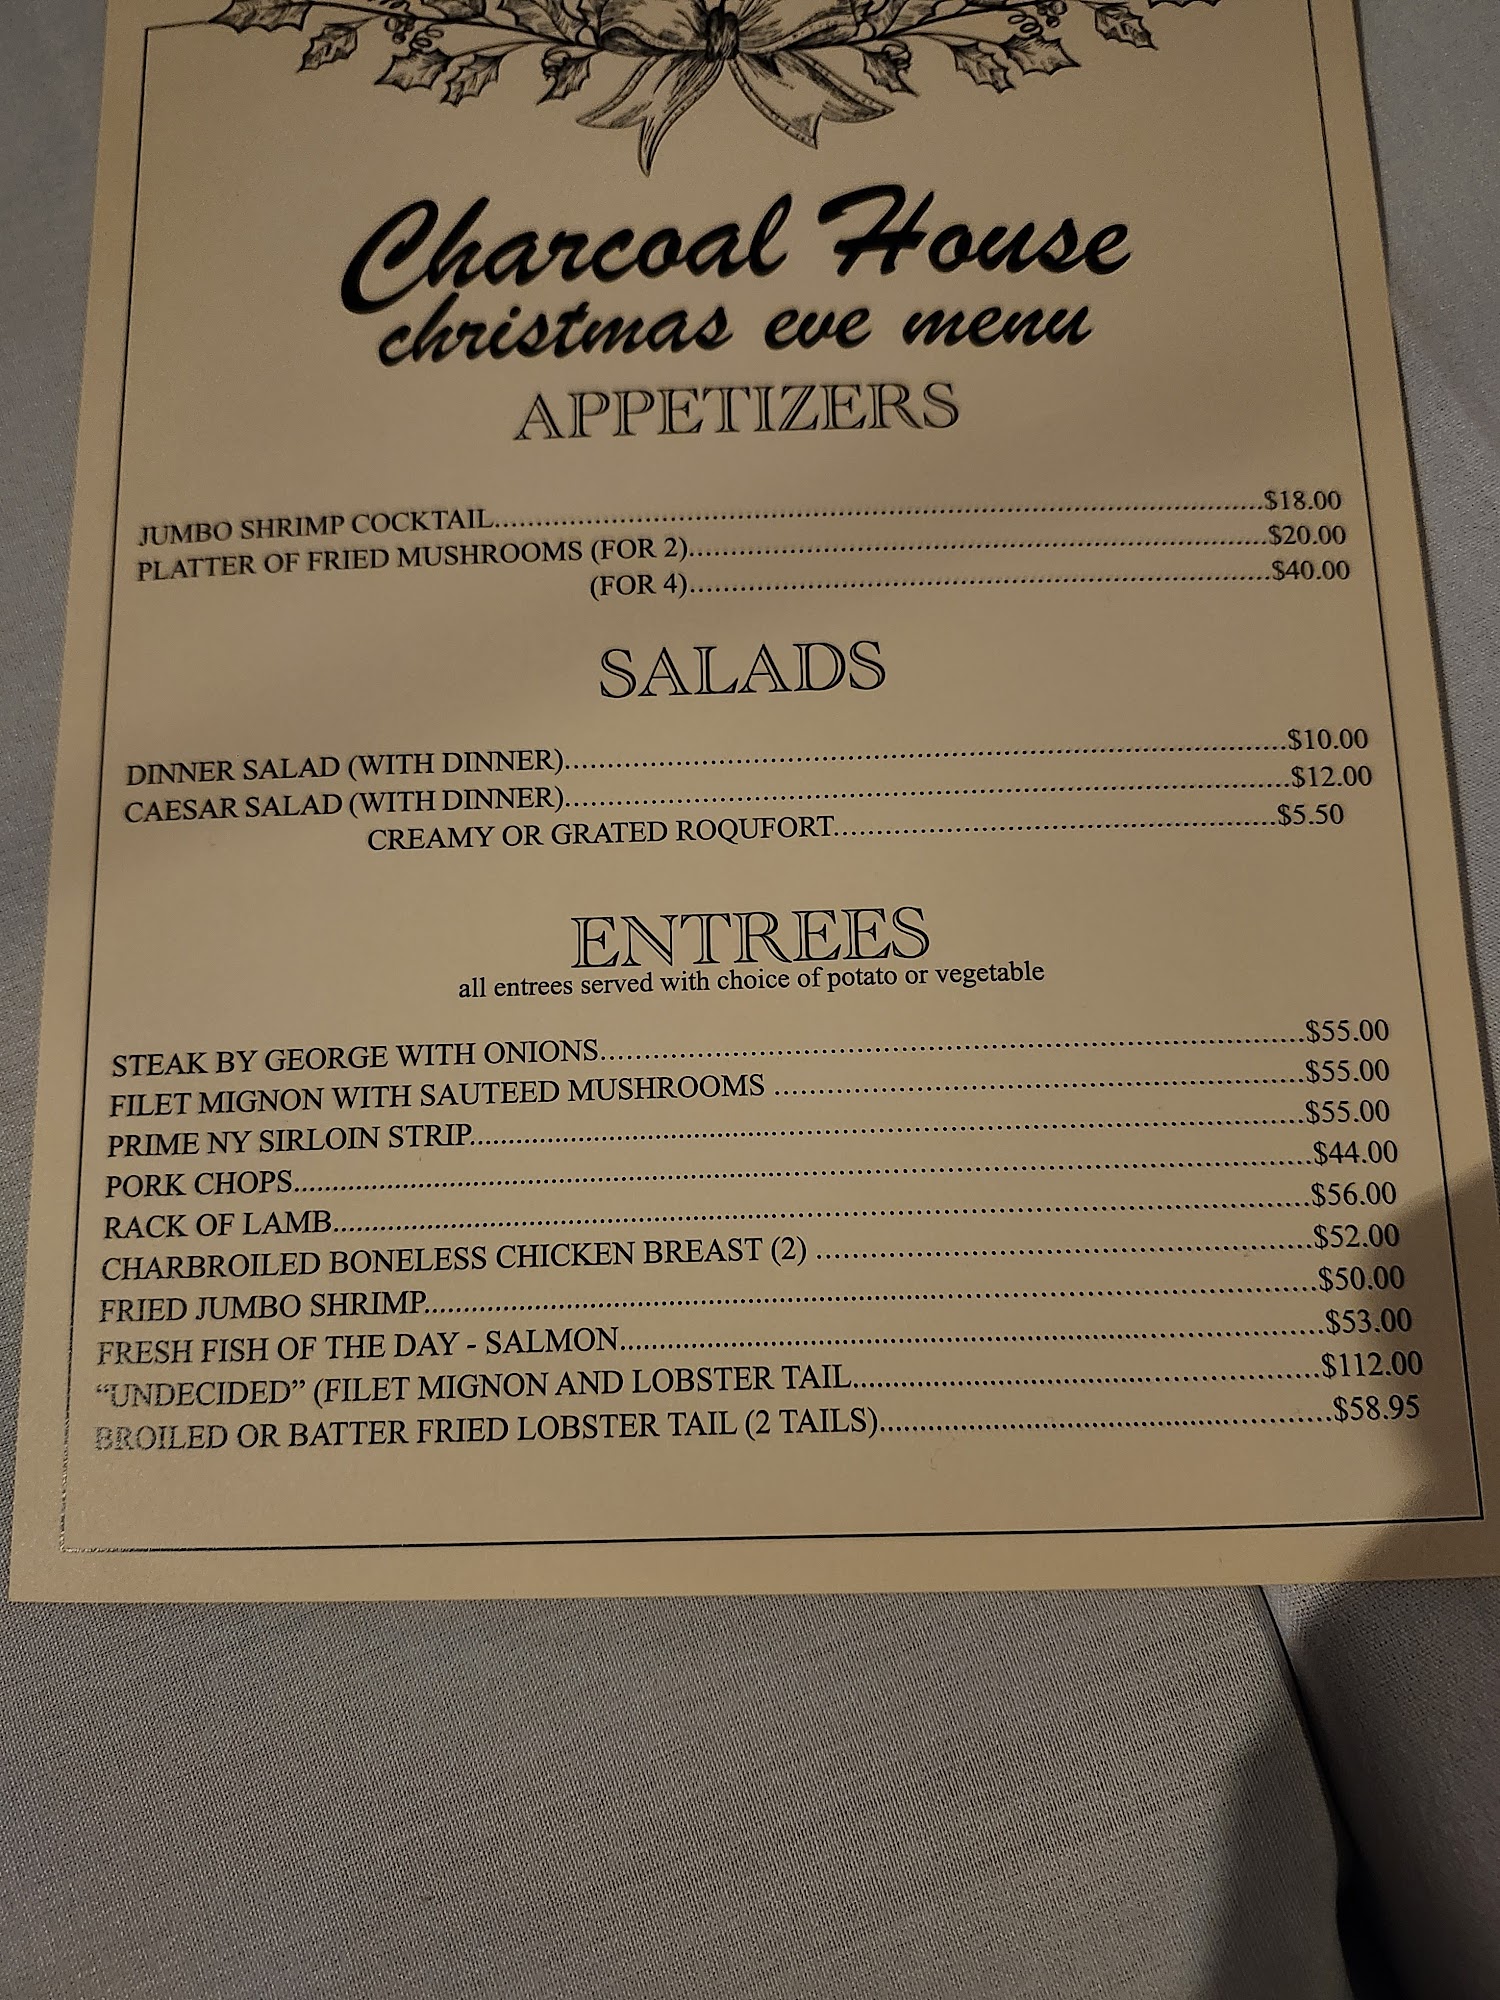 Charcoal House
christmas eve menu
APPETIZERS
JUMBO SHRIMP COCKTAIL..........$18.00
PLATTER OF FRIED MUSHROOMS (FOR 2)..........$20.00
(FOR 4)..........$40.00
SALADS
DINNER SALAD (WITH DINNER)..........$10.00
CAESAR SALAD (WITH DINNER)..........$12.00
CREAMY OR GRATED ROQUFORT..........$5.50
ENTREES
all entrees served with choice of potato or vegetable
STEAK BY GEORGE WITH ONIONS..........$55.00
FILET MIGNON WITH SAUTEED MUSHROOMS ..........$55.00
PRIME NY SIRLOIN STRIP..........$55.00
PORK CHOPS..........$44.00
RACK OF LAMB..........$56.00
CHARBROILED BONELESS CHICKEN BREAST (2) ..........$52.00
FRIED JUMBO SHRIMP..........$50.00
FRESH FISH OF THE DAY - SALMON..........$53.00
“UNDECIDED” (FILET MIGNON AND LOBSTER TAIL..........$112.00
BROILED OR BATTER FRIED LOBSTER TAIL (2 TAILS)..........$58.95